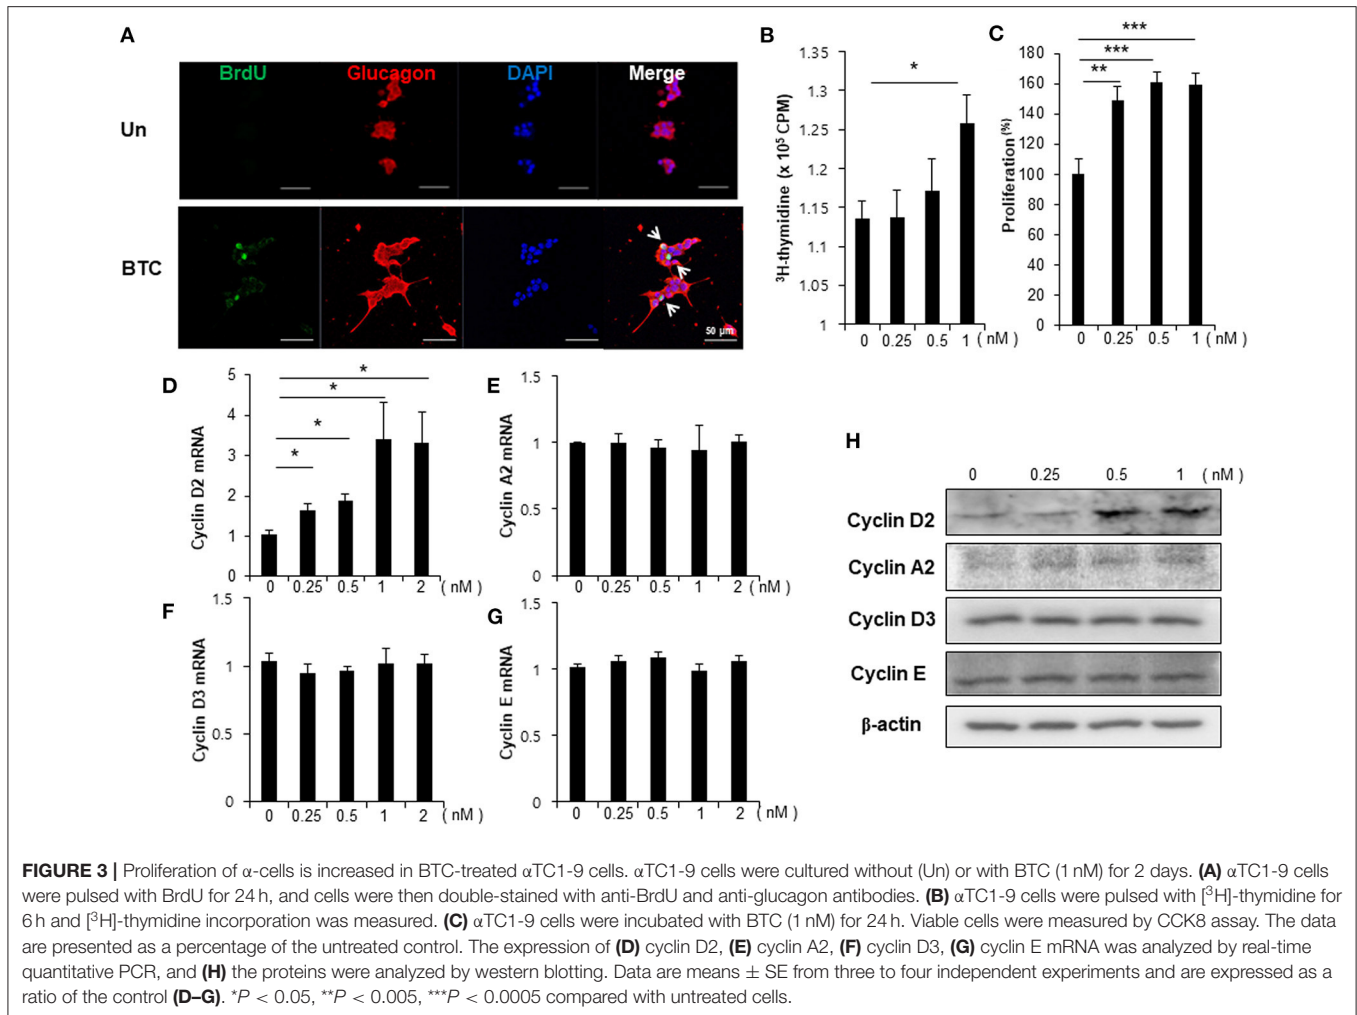 A
BrdU Glucagon DAPI Merge
Un
BTC
50 μm
B
³H-thymidine (x 10⁵ CPM)
1.35
1.3
1.25
1.2
1.15
1.1
1.05
1
*
0 0.25 0.5 1 ( nM )
C
Proliferation (%)
180
160
140
120
100
80
60
40
20
0
***
***
**
0 0.25 0.5 1 ( nM )
D
Cyclin D2 mRNA
5
4
3
2
1
0
*
*
*
*
0 0.25 0.5 1 2 ( nM )
E
Cyclin A2 mRNA
1.5
1
0.5
0
0 0.25 0.5 1 2 ( nM )
F
Cyclin D3 mRNA
1.5
1
0.5
0
0 0.25 0.5 1 2 ( nM )
G
Cyclin E mRNA
1.5
1
0.5
0
0 0.25 0.5 1 2 ( nM )
H
0 0.25 0.5 1 ( nM )
Cyclin D2
Cyclin A2
Cyclin D3
Cyclin E
β-actin
FIGURE 3 | Proliferation of α-cells is increased in BTC-treated αTC1-9 cells. αTC1-9 cells were cultured without (Un) or with BTC (1 nM) for 2 days. (A) αTC1-9 cells
were pulsed with BrdU for 24 h, and cells were then double-stained with anti-BrdU and anti-glucagon antibodies. (B) αTC1-9 cells were pulsed with [³H]-thymidine for
6 h and [³H]-thymidine incorporation was measured. (C) αTC1-9 cells were incubated with BTC (1 nM) for 24 h. Viable cells were measured by CCK8 assay. The data
are presented as a percentage of the untreated control. The expression of (D) cyclin D2, (E) cyclin A2, (F) cyclin D3, (G) cyclin E mRNA was analyzed by real-time
quantitative PCR, and (H) the proteins were analyzed by western blotting. Data are means ± SE from three to four independent experiments and are expressed as a
ratio of the control (D–G). *P < 0.05, **P < 0.005, ***P < 0.0005 compared with untreated cells.